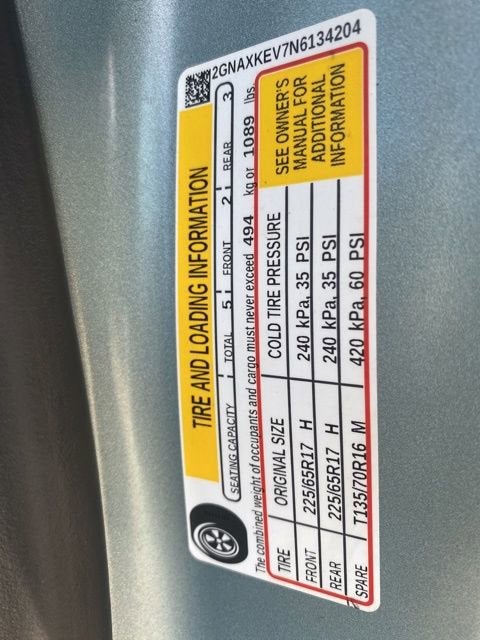 2GNAXKEV7N6134204
TIRE AND LOADING INFORMATION
SEATING CAPACITY TOTAL 5 FRONT 2 REAR 3
The combined weight of occupants and cargo must never exceed 494 kg or 1089 lbs.
TIRE ORIGINAL SIZE COLD TIRE PRESSURE
FRONT 225/65R17 H 240 kPa, 35 PSI
REAR 225/65R17 H 240 kPa, 35 PSI
SPARE T135/70R16 M 420 kPa, 60 PSI
SEE OWNER'S
MANUAL FOR
ADDITIONAL
INFORMATION